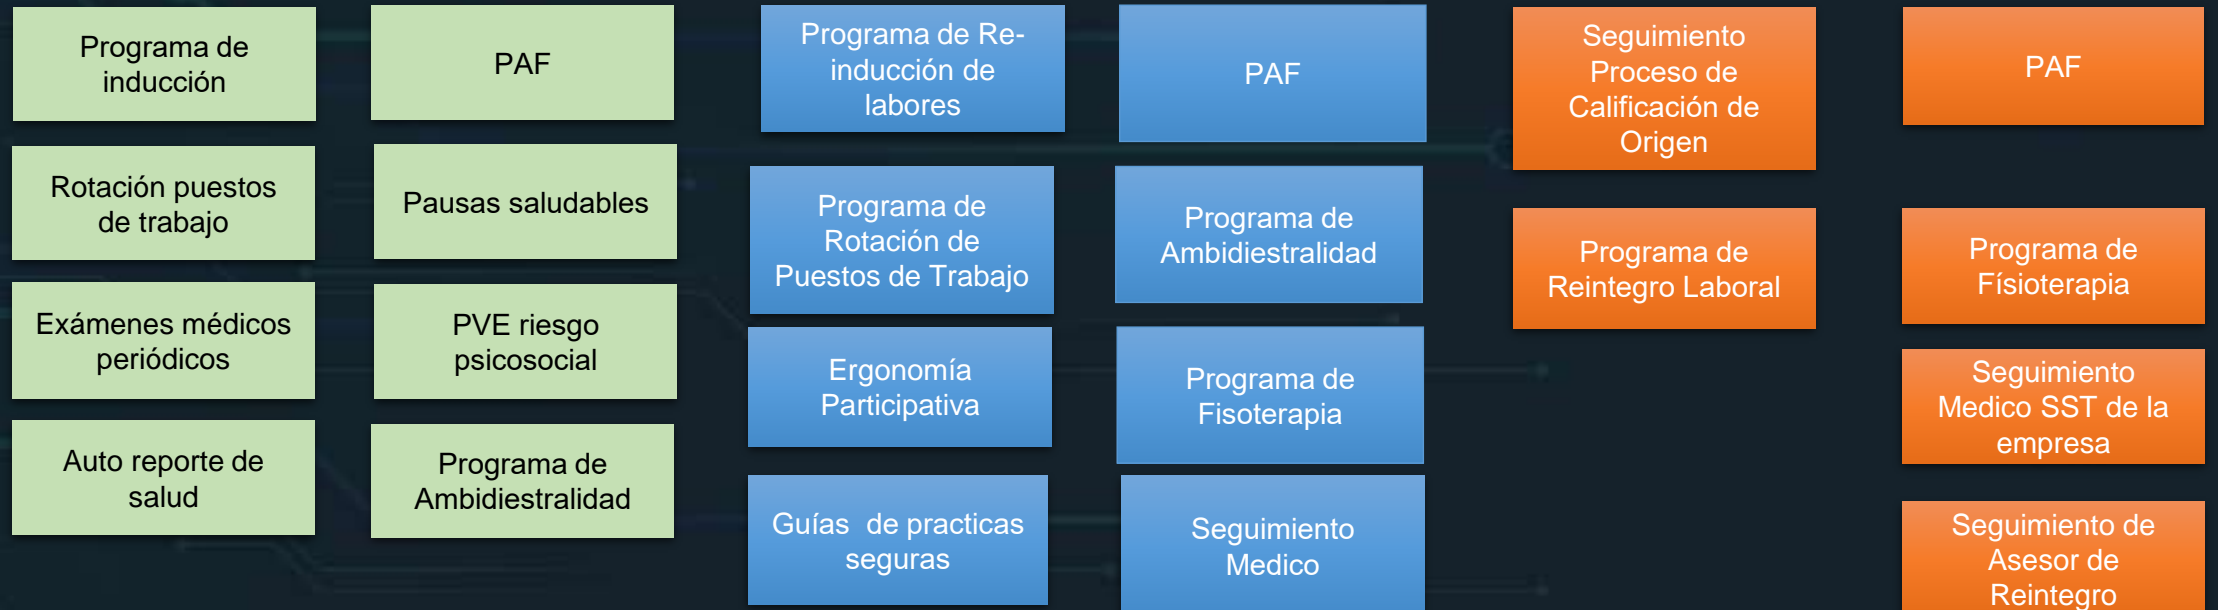 Programa de
inducción
PAF
Rotación puestos
de trabajo
Pausas saludables
Exámenes médicos
periódicos
PVE riesgo
psicosocial
Auto reporte de
salud
Programa de
Ambidiestralidad
Programa de Re-
inducción de
labores
PAF
Programa de
Rotación de
Puestos de Trabajo
Programa de
Ambidiestralidad
Ergonomía
Participativa
Programa de
Fisoterapia
Guías de practicas
seguras
Seguimiento
Medico
Seguimiento
Proceso de
Calificación de
Origen
PAF
Programa de
Reintegro Laboral
Programa de
Físioterapia
Seguimiento
Medico SST de la
empresa
Seguimiento de
Asesor de
Reintegro